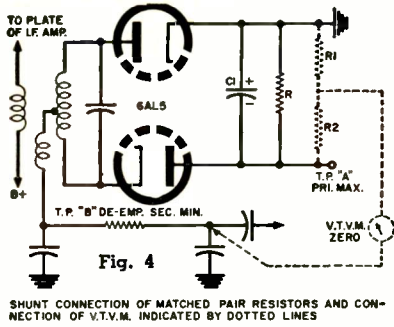 TO PLATE
OF I.F. AMP.
B+
6AL5
C1
+
-
R
R1
R2
T.P. "A"
PRI. MAX.
T.P. "B" DE-EMP. SEC. MIN.
V.T.V.M.
ZERO
Fig. 4
SHUNT CONNECTION OF MATCHED PAIR RESISTORS AND CON-
NECTION OF V.T.V.M. INDICATED BY DOTTED LINES